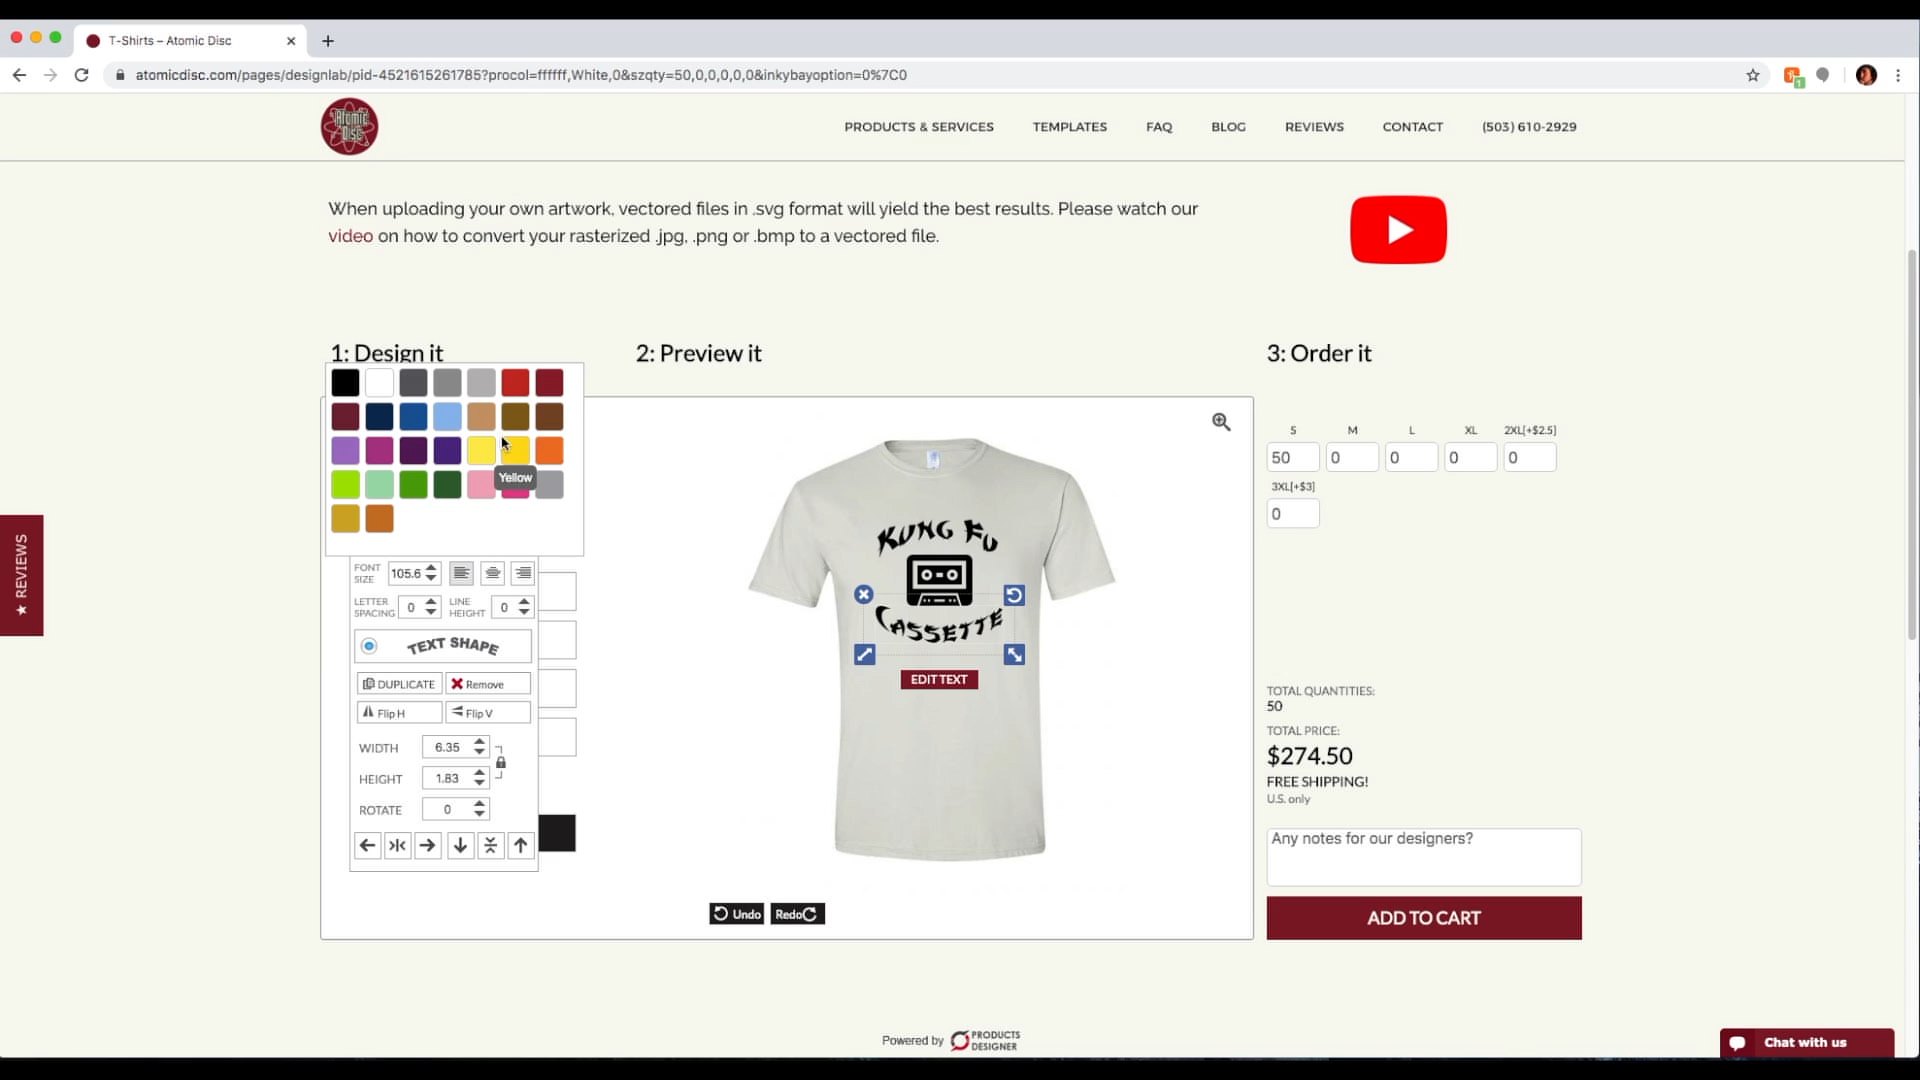 T-Shirts – Atomic Disc
atomicdisc.com/pages/designlab/pid-4521615261785?procol=ffffff,White,0&szqty=50,0,0,0,0,0&inkybayoption=0%7C0
1
Atomic
Disc
PRODUCTS & SERVICES
TEMPLATES
FAQ
BLOG
REVIEWS
CONTACT
(503) 610-2929
When uploading your own artwork, vectored files in .svg format will yield the best results. Please watch our
video on how to convert your rasterized .jpg, .png or .bmp to a vectored file.
1: Design it
2: Preview it
3: Order it
Yellow
FONT
SIZE
105.6
LETTER
SPACING
0
LINE
HEIGHT
0
TEXT SHAPE
DUPLICATE
Remove
Flip H
Flip V
WIDTH
6.35
HEIGHT
1.83
ROTATE
0
KUNG FU
CASSETTE
EDIT TEXT
Undo
Redo
S
M
L
XL
2XL[+$2.5]
50
0
0
0
0
3XL[+$3]
0
TOTAL QUANTITIES:
50
TOTAL PRICE:
$274.50
FREE SHIPPING!
U.S. only
Any notes for our designers?
ADD TO CART
★ REVIEWS
Powered by
PRODUCTS
DESIGNER
Chat with us